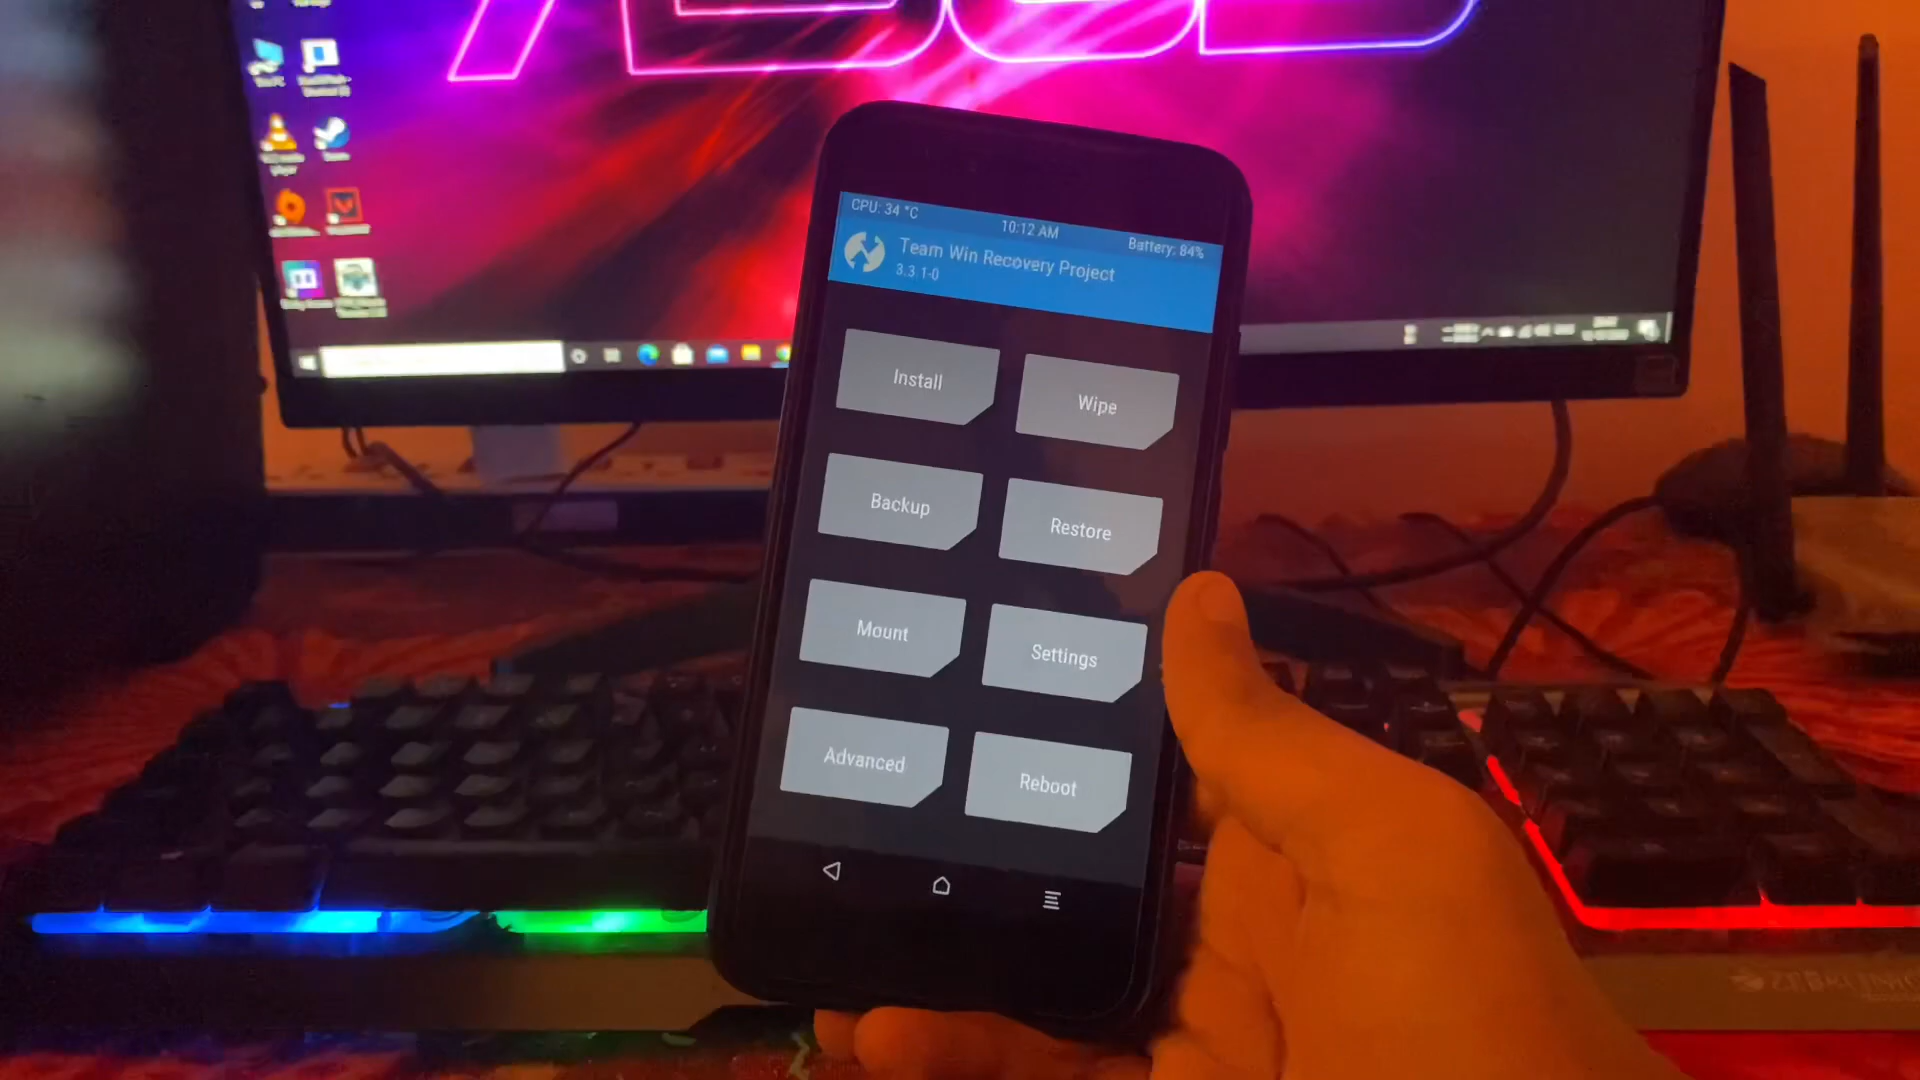 CPU: 34 °C
10:12 AM
Battery: 84%
Team Win Recovery Project
3.3.1-0
Install
Wipe
Backup
Restore
Mount
Settings
Advanced
Reboot